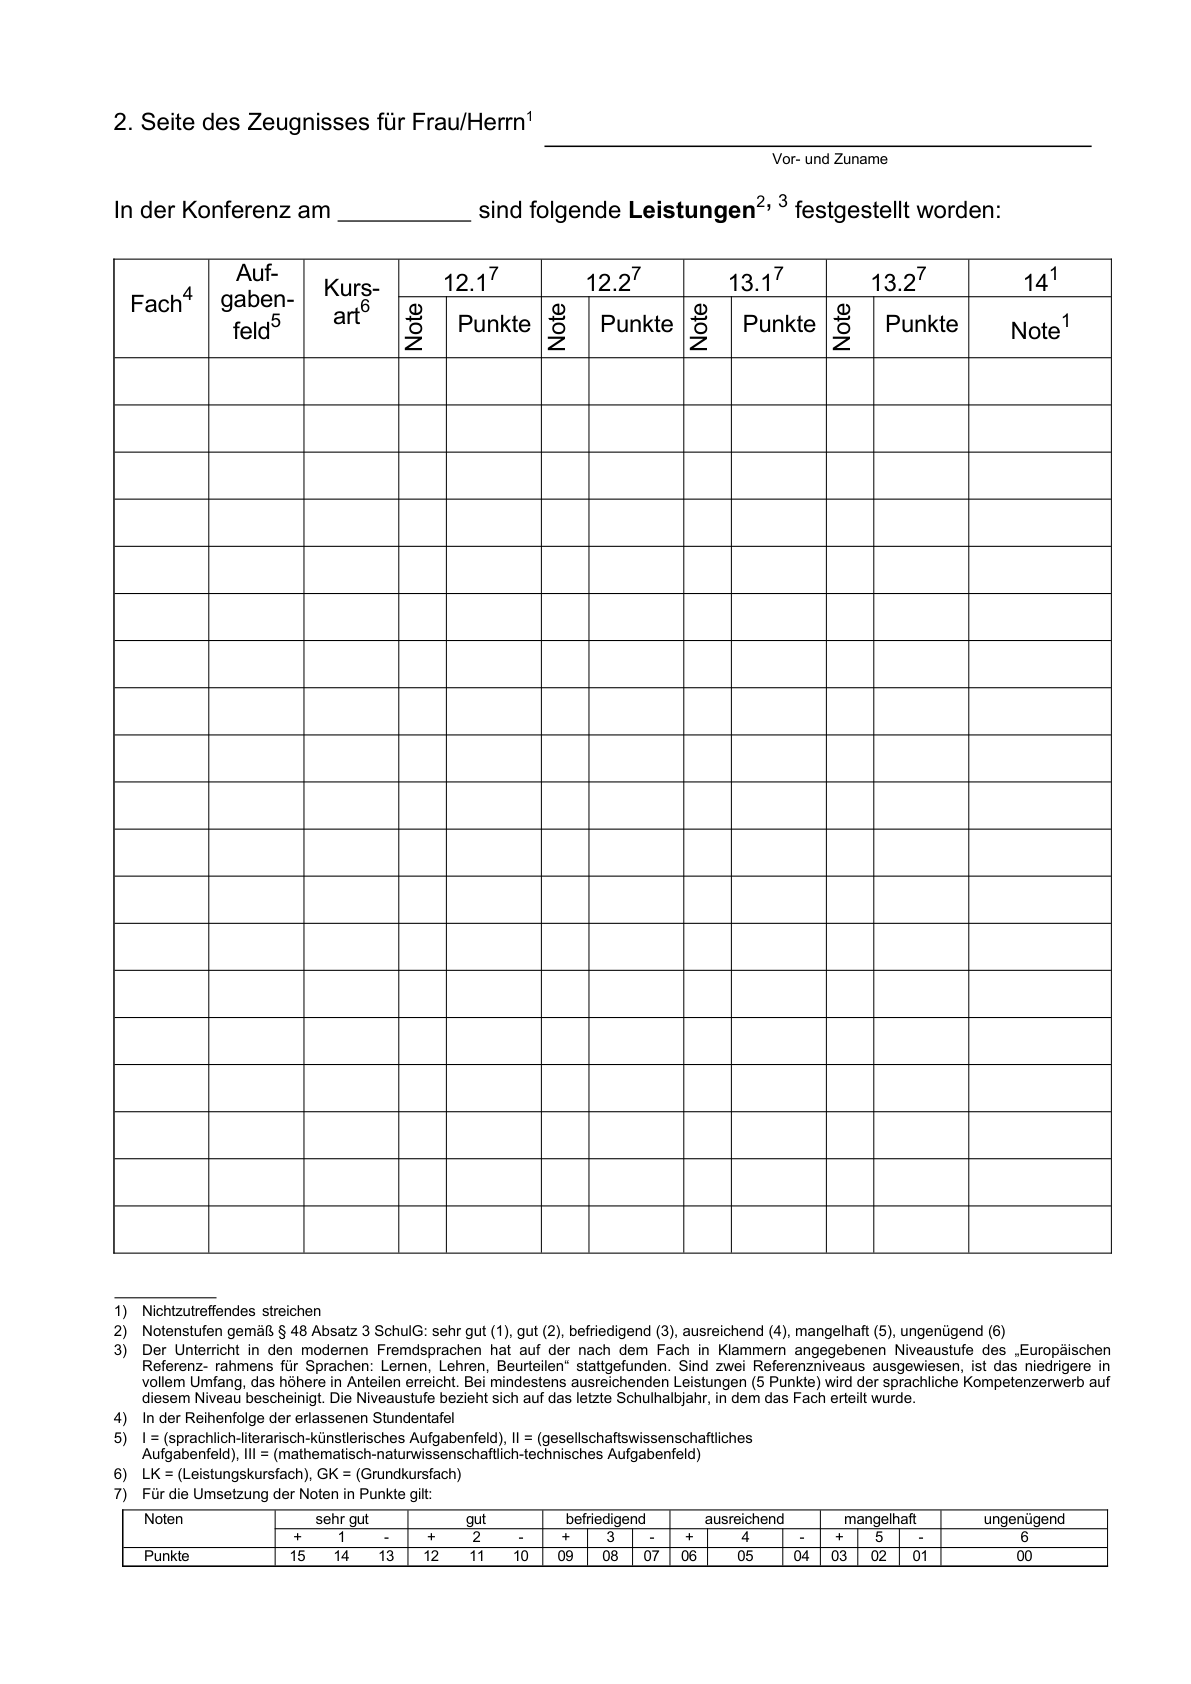 2. Seite des Zeugnisses für Frau/Herrn1
Vor- und Zuname
In der Konferenz am __________ sind folgende Leistungen2, 3 festgestellt worden:
Fach4 Auf-gaben-feld5 Kurs-art6 12.17 12.27 13.17 13.27 141
Note Punkte Note Punkte Note Punkte Note Punkte Note1
1) Nichtzutreffendes streichen
2) Notenstufen gemäß § 48 Absatz 3 SchulG: sehr gut (1), gut (2), befriedigend (3), ausreichend (4), mangelhaft (5), ungenügend (6)
3) Der Unterricht in den modernen Fremdsprachen hat auf der nach dem Fach in Klammern angegebenen Niveaustufe des „Europäischen
Referenz- rahmens für Sprachen: Lernen, Lehren, Beurteilen“ stattgefunden. Sind zwei Referenzniveaus ausgewiesen, ist das niedrigere in
vollem Umfang, das höhere in Anteilen erreicht. Bei mindestens ausreichenden Leistungen (5 Punkte) wird der sprachliche Kompetenzerwerb auf
diesem Niveau bescheinigt. Die Niveaustufe bezieht sich auf das letzte Schulhalbjahr, in dem das Fach erteilt wurde.
4) In der Reihenfolge der erlassenen Stundentafel
5) I = (sprachlich-literarisch-künstlerisches Aufgabenfeld), II = (gesellschaftswissenschaftliches
Aufgabenfeld), III = (mathematisch-naturwissenschaftlich-technisches Aufgabenfeld)
6) LK = (Leistungskursfach), GK = (Grundkursfach)
7) Für die Umsetzung der Noten in Punkte gilt:
Noten sehr gut gut befriedigend ausreichend mangelhaft ungenügend
+ 1 - + 2 - + 3 - + 4 - + 5 - 6
Punkte 15 14 13 12 11 10 09 08 07 06 05 04 03 02 01 00